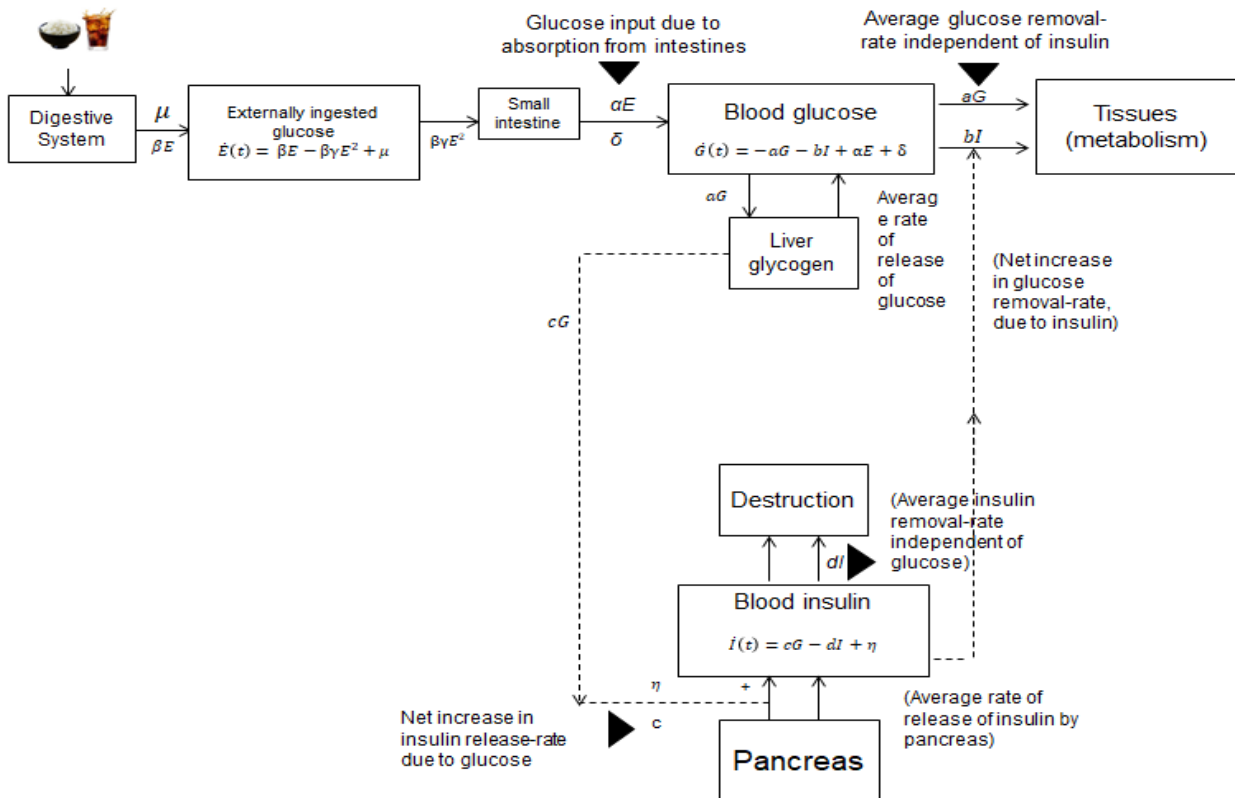 Glucose input due to
absorption from intestines
Average glucose removal-
rate independent of insulin
Digestive
System
μ
βE
Externally ingested
glucose
Ė(t) = βE − βγE² + μ
βγE²
Small
intestine
αE
δ
Blood glucose
Ġ(t) = −aG − bI + αE + δ
aG
bI
Tissues
(metabolism)
aG
Liver
glycogen
Averag
e rate
of
release
of
glucose
(Net increase
in glucose
removal-rate,
due to insulin)
cG
Destruction
(Average insulin
removal-rate
independent of
glucose)
dI
Blood insulin
İ(t) = cG − dI + η
η
+
c
Net increase in
insulin release-rate
due to glucose
(Average rate of
release of insulin by
pancreas)
Pancreas